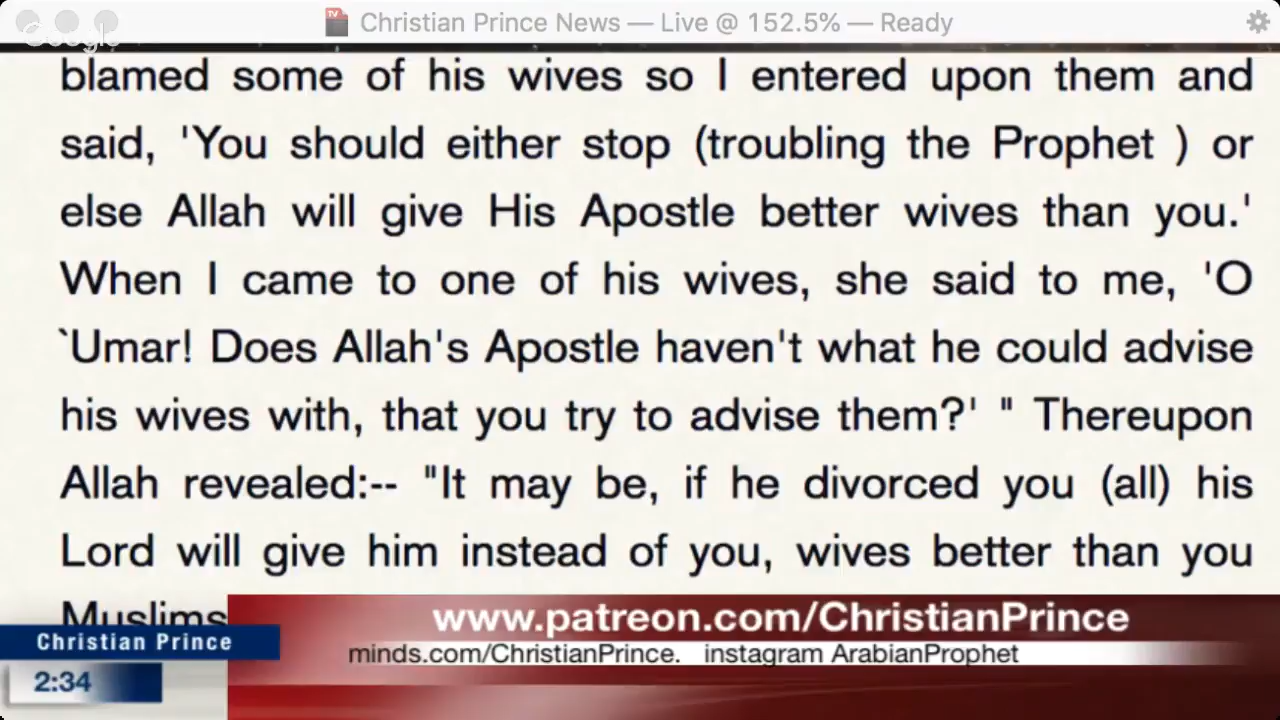 Christian Prince News — Live @ 152.5% — Ready
TV
Google
blamed some of his wives so I entered upon them and
said, 'You should either stop (troubling the Prophet ) or
else Allah will give His Apostle better wives than you.'
When I came to one of his wives, she said to me, 'O
`Umar! Does Allah's Apostle haven't what he could advise
his wives with, that you try to advise them?' " Thereupon
Allah revealed:-- "It may be, if he divorced you (all) his
Lord will give him instead of you, wives better than you
Muslims
www.patreon.com/ChristianPrince
Christian Prince
minds.com/ChristianPrince. instagram ArabianProphet
2:34